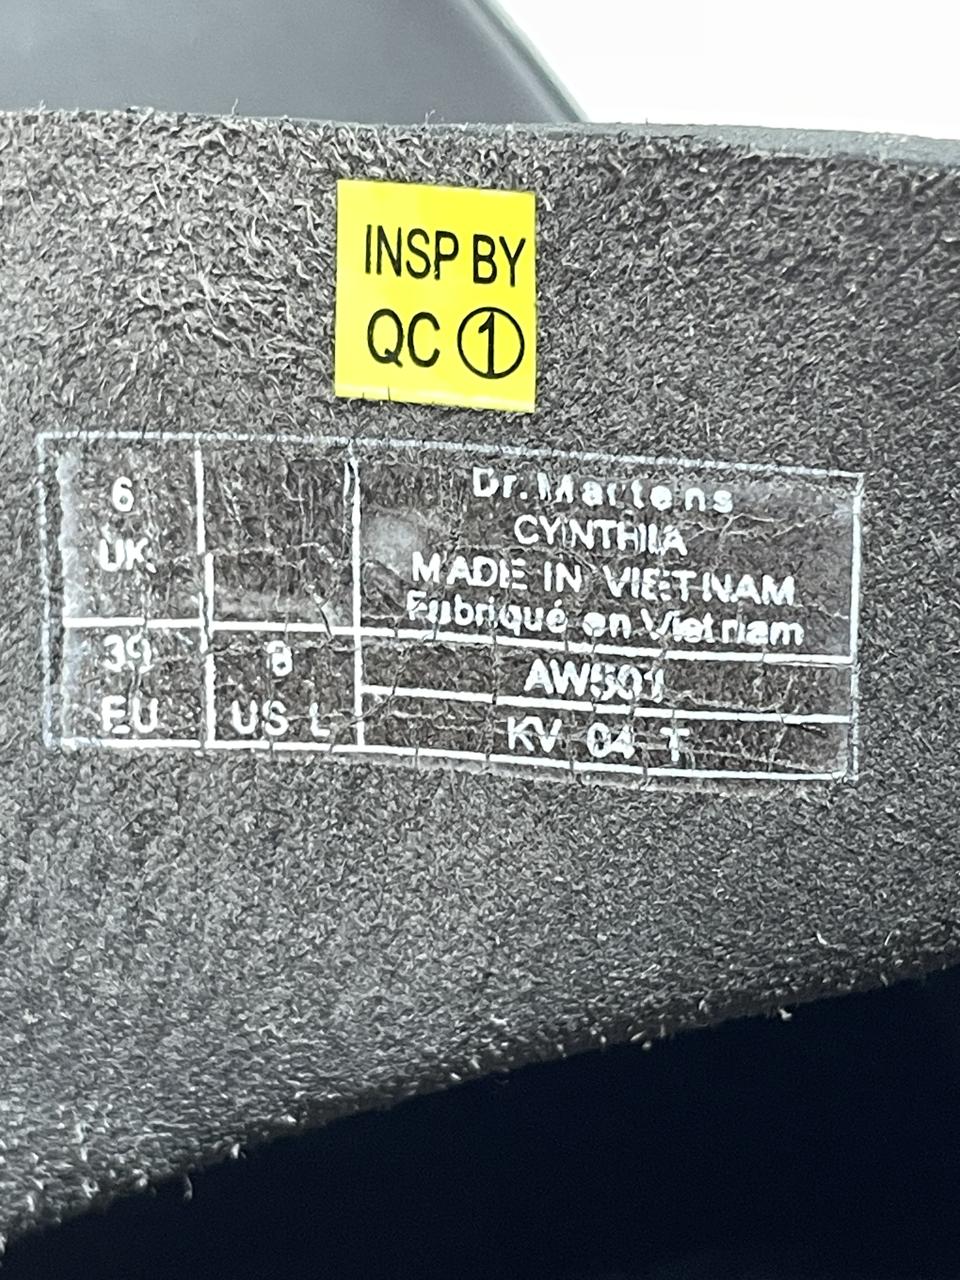 INSP BY
QC ①
6
UK
39
EU
8
US L
Dr. Martens
CYNTHIA
MADE IN VIETNAM
Fabriqué en Vietnam
AW501
KV 04 T